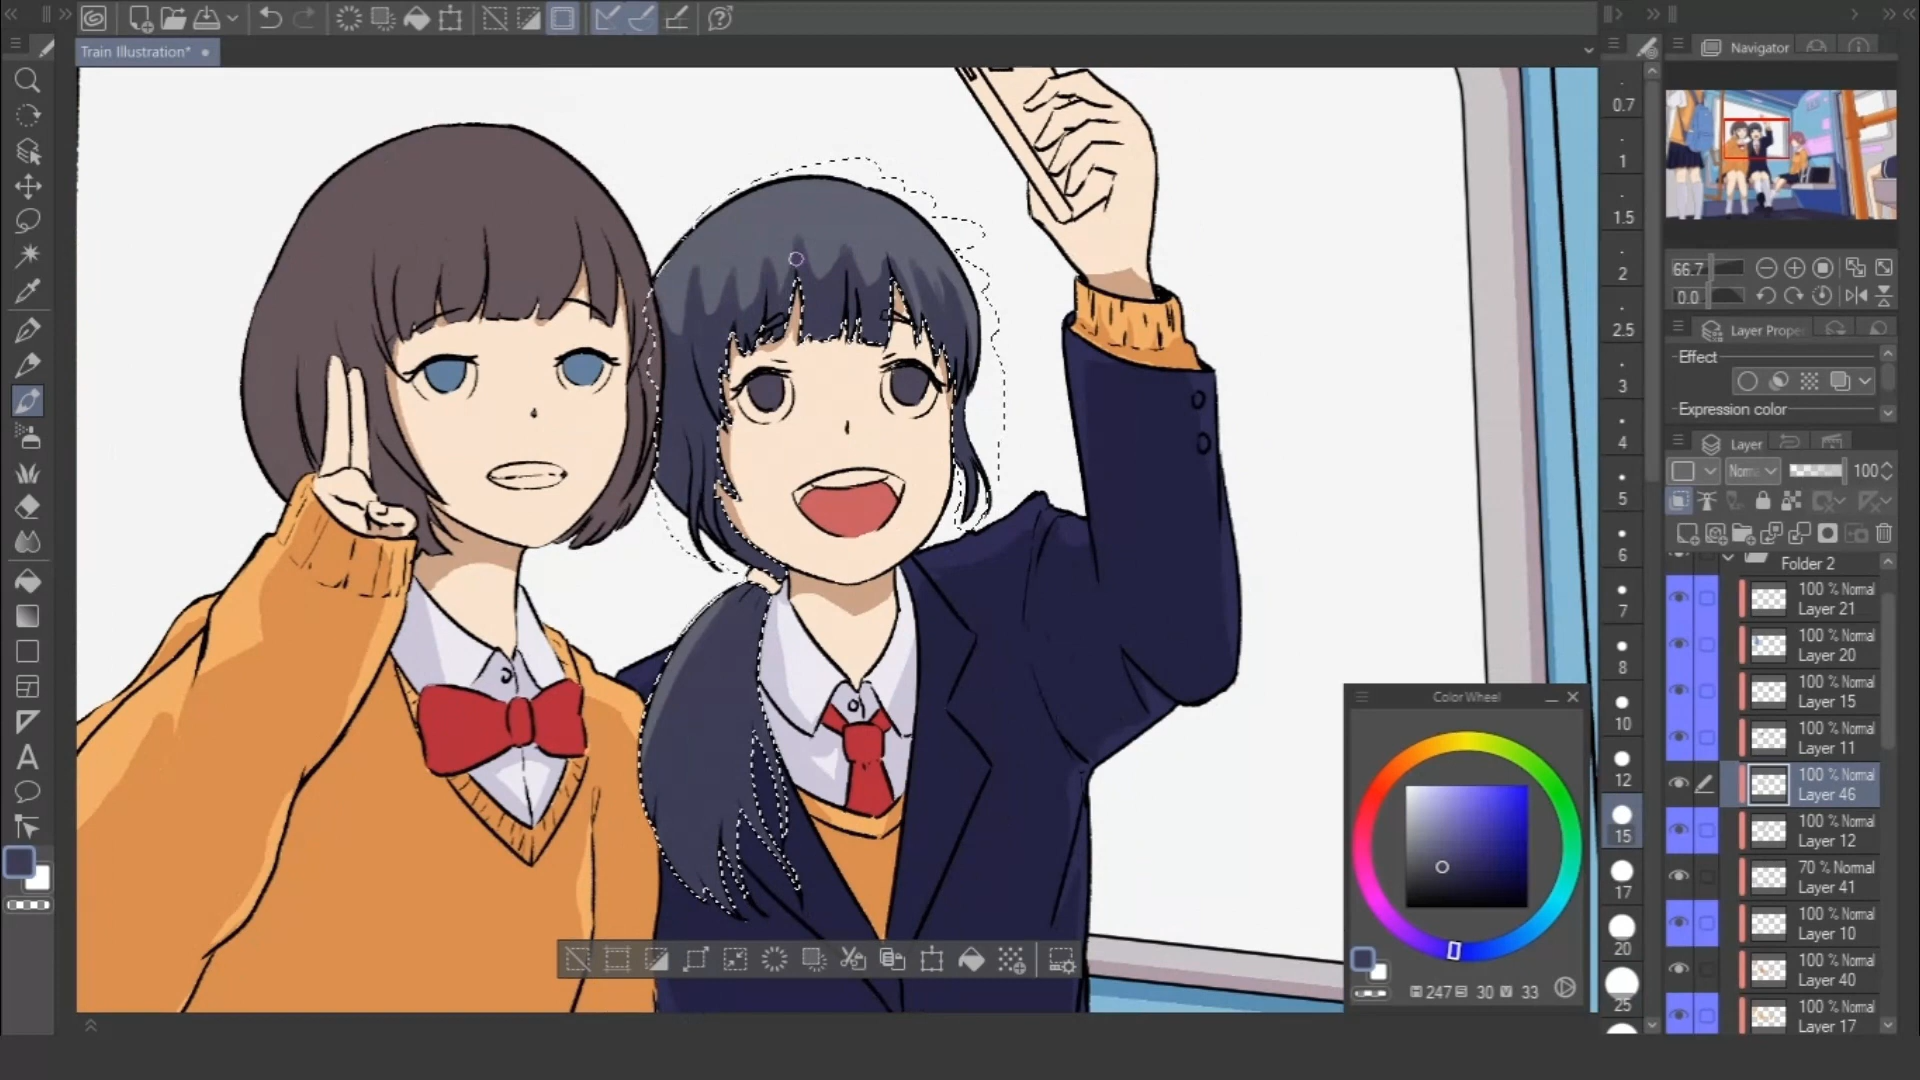 Train Illustration*
Navigator
66.7
0.0
Layer Prope
Effect
Expression color
Layer
Norm
100
Folder 2
100 % Normal
Layer 21
100 % Normal
Layer 20
100 % Normal
Layer 15
100 % Normal
Layer 11
100 % Normal
Layer 46
100 % Normal
Layer 12
70 % Normal
Layer 41
100 % Normal
Layer 10
100 % Normal
Layer 40
100 % Normal
Layer 17
0.7
1
1.5
2
2.5
3
4
5
6
7
8
10
12
15
17
20
25
Color Wheel
H 247 S 30 V 33
A